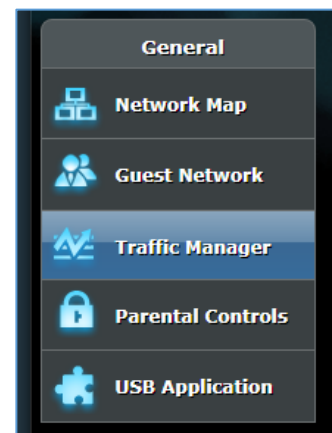 General
Network Map
Guest Network
Traffic Manager
Parental Controls
USB Application